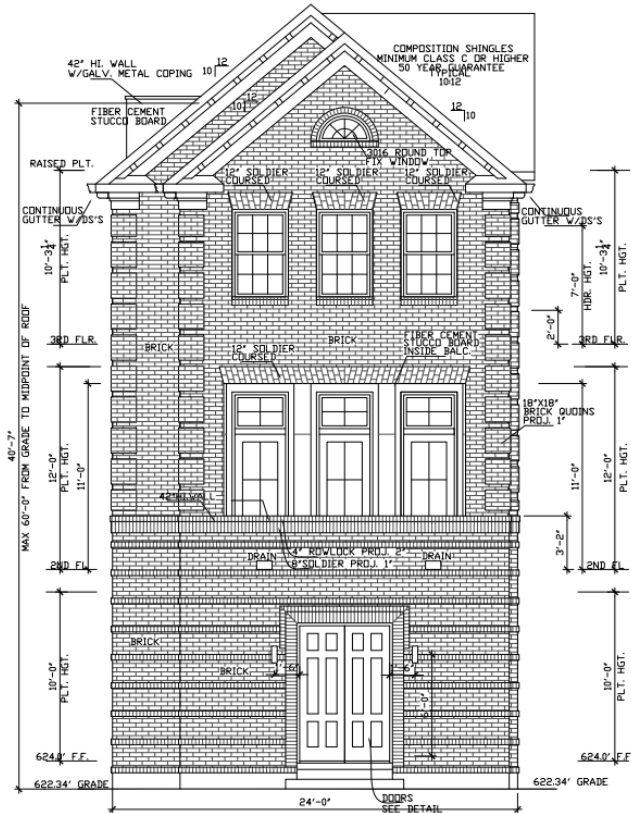 COMPOSITION SHINGLES
MINIMUM CLASS C OR HIGHER
50 YEAR GUARANTEE
TYPICAL
10:12
42" HI. WALL
W/GALV. METAL COPING
12
10
FIBER CEMENT
STUCCO BOARD
12
10
12
10
3016 ROUND TOP
FIX WINDOW
RAISED PLT.
12" SOLDIER
COURSED
12" SOLDIER
COURSED
12" SOLDIER
COURSED
CONTINUOUS
GUTTER W/DS'S
CONTINUOUS
GUTTER W/DS'S
10'-3 1/4"
PLT. HGT.
7'-0"
HDR. HGT.
10'-3 1/4"
PLT. HGT.
2'-0"
3RD FLR.
3RD FLR.
BRICK
BRICK
FIBER CEMENT
STUCCO BOARD
INSIDE BALC.
12" SOLDIER
COURSED
40'-7"
MAX 60'-0" FROM GRADE TO MIDPOINT OF ROOF
18"X18"
BRICK QUOINS
PROJ. 1"
12'-0"
PLT. HGT.
11'-0"
11'-0"
12'-0"
PLT. HGT.
42"HI.WALL
3'-2"
4" ROWLOCK PROJ. 2"
8"SOLDIER PROJ. 1"
DRAIN
DRAIN
2ND FL.
2ND FL.
10'-0"
PLT. HGT.
10'-0"
PLT. HGT.
BRICK
BRICK
624.0' F.F.
624.0' F.F.
622.34' GRADE
622.34' GRADE
24'-0"
DOORS
SEE DETAIL